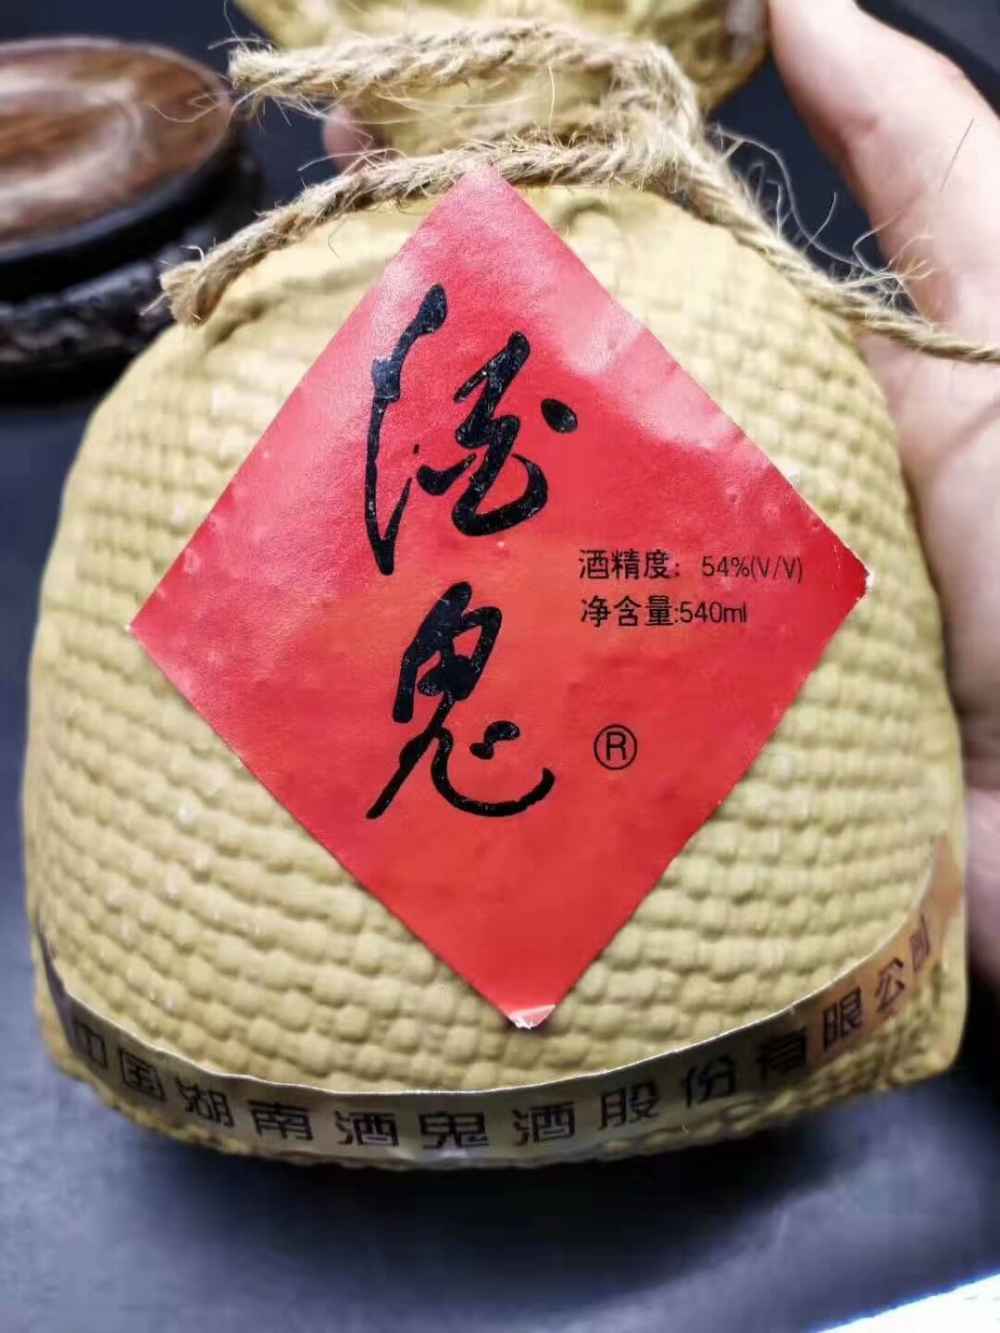 酒鬼
酒精度：54%(V/V)
净含量:540ml
®
中国湖南酒鬼酒股份有限公司